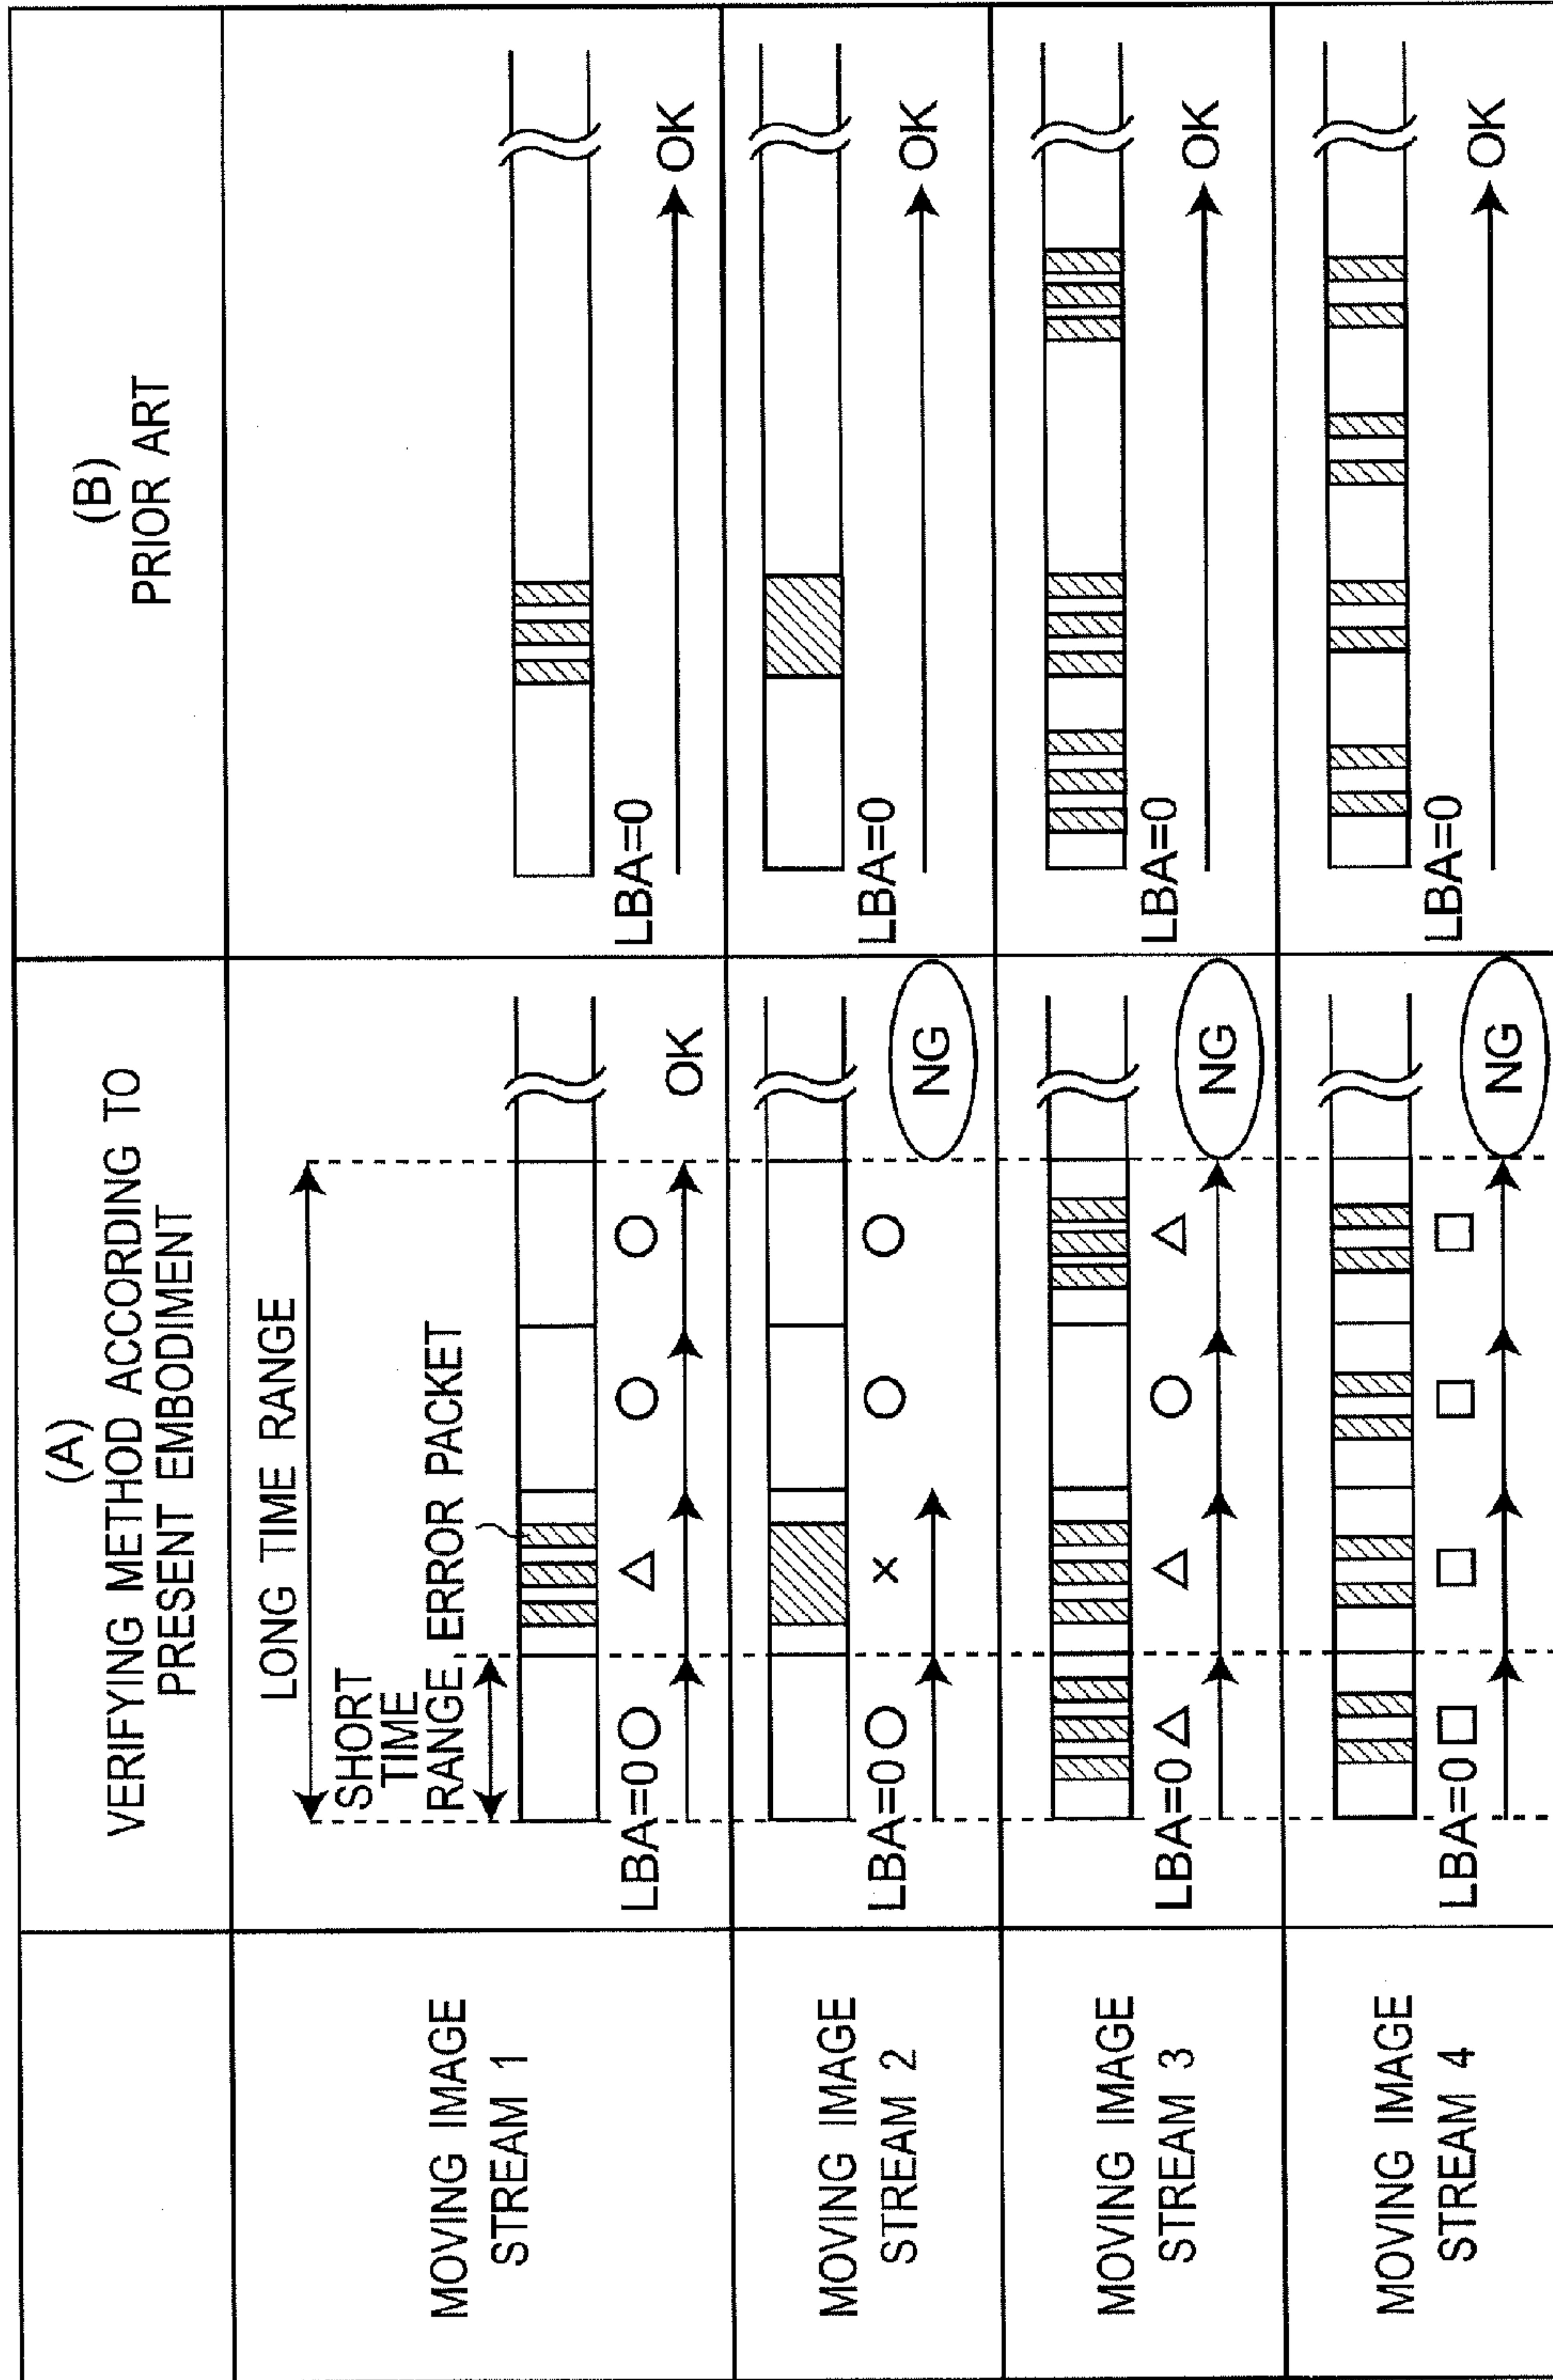 (A)
VERIFYING METHOD ACCORDING TO
PRESENT EMBODIMENT
(B)
PRIOR ART
MOVING IMAGE
STREAM 1
LONG TIME RANGE
SHORT
TIME
RANGE
ERROR PACKET
LBA=0
OK
LBA=0
OK
MOVING IMAGE
STREAM 2
LBA=0
×
NG
LBA=0
OK
MOVING IMAGE
STREAM 3
LBA=0
NG
LBA=0
OK
MOVING IMAGE
STREAM 4
LBA=0
NG
LBA=0
OK